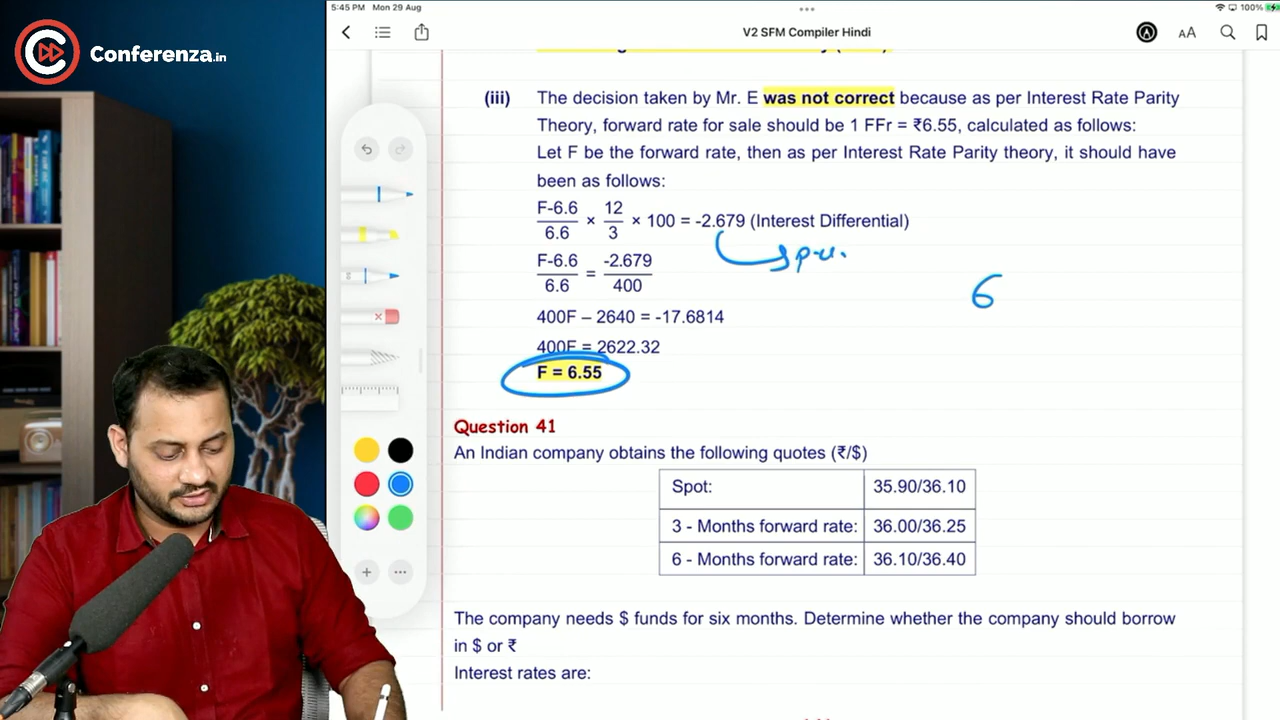 5:45 PM Mon 29 Aug
100%
Conferenza.in
V2 SFM Compiler Hindi
AA
(iii) The decision taken by Mr. E was not correct because as per Interest Rate Parity
Theory, forward rate for sale should be 1 FFr = ₹6.55, calculated as follows:
Let F be the forward rate, then as per Interest Rate Parity theory, it should have
been as follows:
F-6.6/6.6 × 12/3 × 100 = -2.679 (Interest Differential)
p.a.
F-6.6/6.6 = -2.679/400
6
400F – 2640 = -17.6814
400F = 2622.32
F = 6.55
Question 41
An Indian company obtains the following quotes (₹/$)
Spot: 35.90/36.10
3 - Months forward rate: 36.00/36.25
6 - Months forward rate: 36.10/36.40
The company needs $ funds for six months. Determine whether the company should borrow
in $ or ₹
Interest rates are: